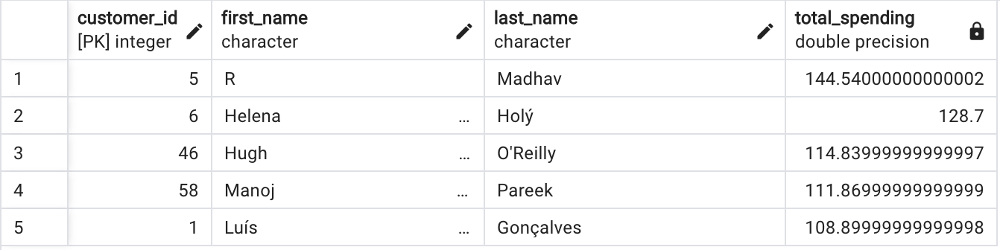 customer_id first_name last_name total_spending
[PK] integer character character double precision
1 5 R Madhav 144.54000000000002
2 6 Helena ... Holý 128.7
3 46 Hugh ... O'Reilly 114.83999999999997
4 58 Manoj ... Pareek 111.86999999999999
5 1 Luís ... Gonçalves 108.89999999999998